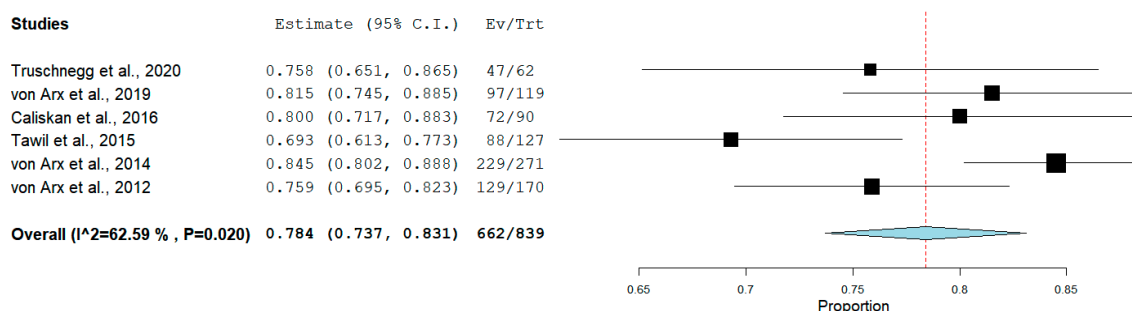 Studies Estimate (95% C.I.) Ev/Trt
Truschnegg et al., 2020 0.758 (0.651, 0.865) 47/62
von Arx et al., 2019 0.815 (0.745, 0.885) 97/119
Caliskan et al., 2016 0.800 (0.717, 0.883) 72/90
Tawil et al., 2015 0.693 (0.613, 0.773) 88/127
von Arx et al., 2014 0.845 (0.802, 0.888) 229/271
von Arx et al., 2012 0.759 (0.695, 0.823) 129/170
Overall (I^2=62.59 % , P=0.020) 0.784 (0.737, 0.831) 662/839
0.65 0.7 0.75 0.8 0.85
Proportion